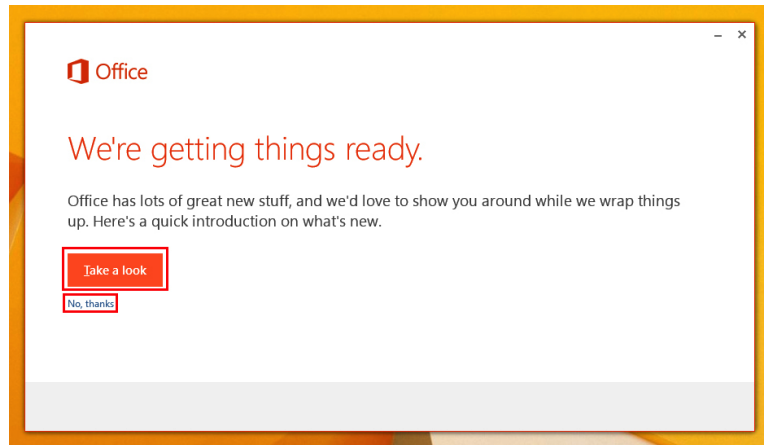 Office
We're getting things ready.
Office has lots of great new stuff, and we'd love to show you around while we wrap things
up. Here's a quick introduction on what's new.
Take a look
No, thanks